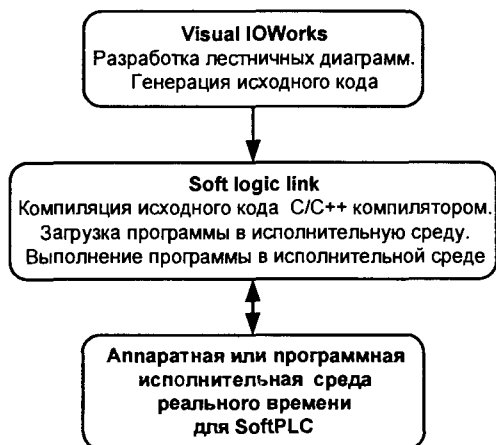 Visual IOWorks
Разработка лестничных диаграмм.
Генерация исходного кода
Soft logic link
Компиляция исходного кода C/C++ компилятором.
Загрузка программы в исполнительную среду.
Выполнение программы в исполнительной среде
Аппаратная или программная
исполнительная среда
реального времени
для SoftPLC